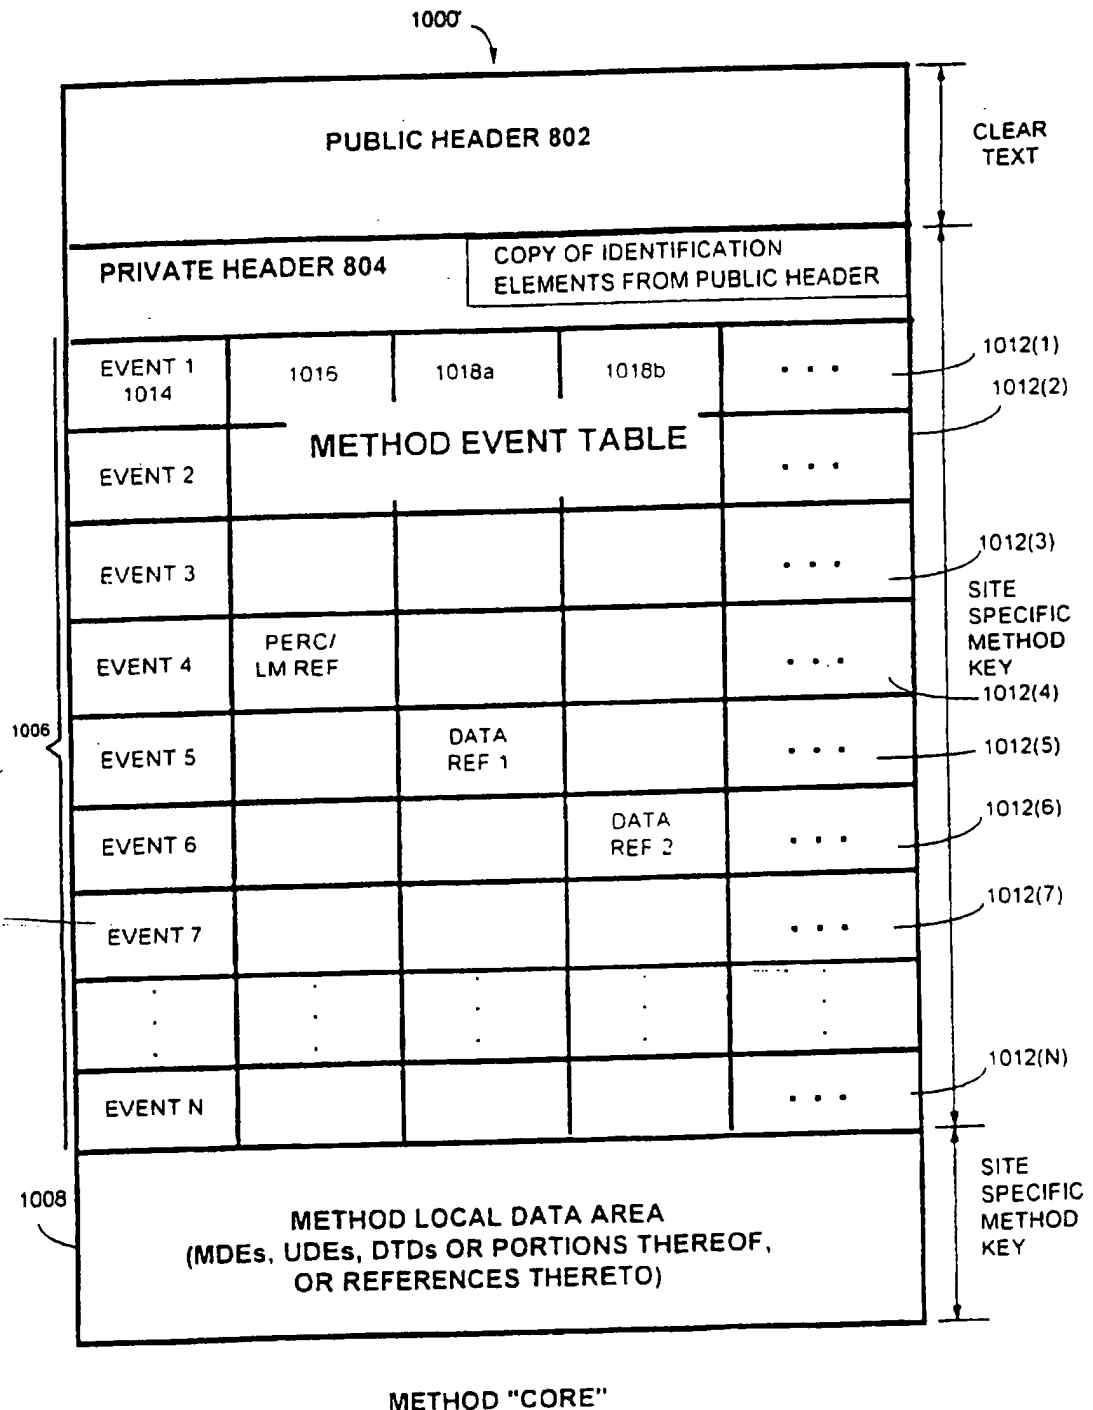 1000
PUBLIC HEADER 802
CLEAR
TEXT
PRIVATE HEADER 804
COPY OF IDENTIFICATION
ELEMENTS FROM PUBLIC HEADER
EVENT 1
1014
1016
1018a
1018b
. . .
1012(1)
1012(2)
METHOD EVENT TABLE
EVENT 2
. . .
EVENT 3
. . .
1012(3)
SITE
SPECIFIC
METHOD
KEY
EVENT 4
PERC/
LM REF
. . .
1012(4)
1006
EVENT 5
DATA
REF 1
. . .
1012(5)
EVENT 6
DATA
REF 2
. . .
1012(6)
EVENT 7
. . .
1012(7)
EVENT N
. . .
1012(N)
1008
METHOD LOCAL DATA AREA
(MDEs, UDEs, DTDs OR PORTIONS THEREOF,
OR REFERENCES THERETO)
SITE
SPECIFIC
METHOD
KEY
METHOD "CORE"